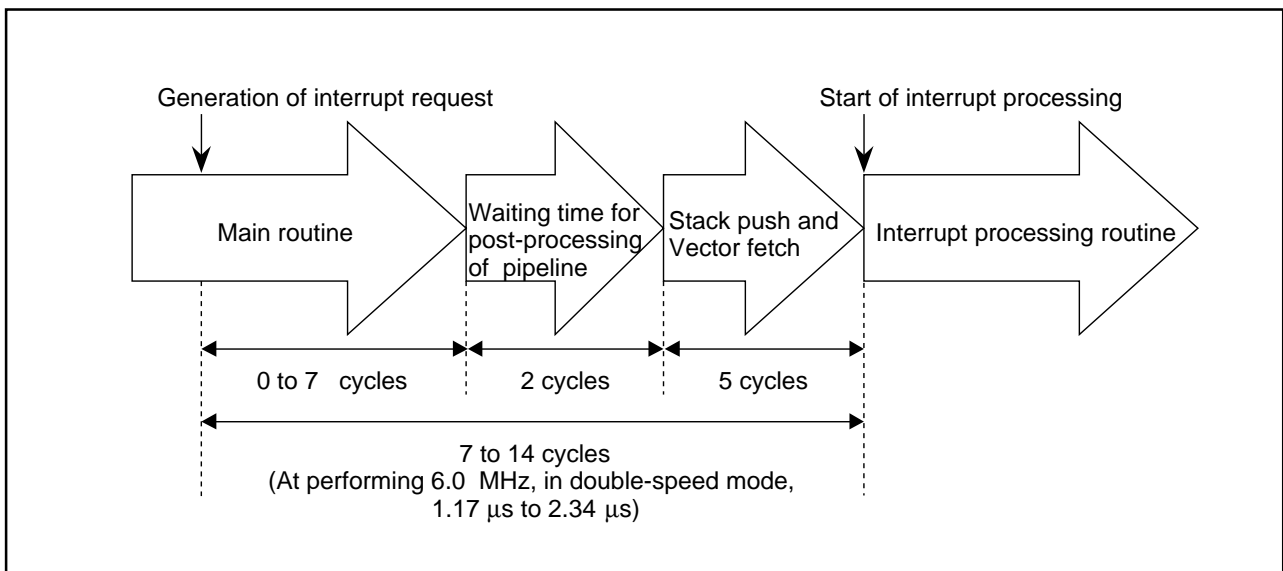 Generation of interrupt request
Start of interrupt processing
Main routine
Waiting time for
post-processing
of pipeline
Stack push and
Vector fetch
Interrupt processing routine
0 to 7 cycles
2 cycles
5 cycles
7 to 14 cycles
(At performing 6.0 MHz, in double-speed mode,
1.17 μs to 2.34 μs)